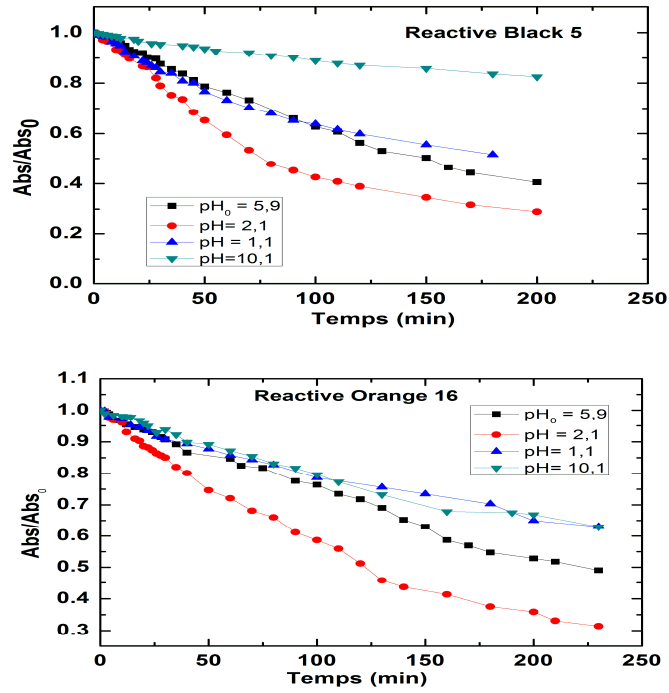 Reactive Black 5
1.0
0.8
0.6
0.4
0.2
0.0
Abs/Abs0
pHo = 5,9
pH= 2,1
pH = 1,1
pH=10,1
0 50 100 150 200 250
Temps (min)
Reactive Orange 16
1.1
1.0
0.9
0.8
0.7
0.6
0.5
0.4
0.3
Abs/Abs0
pHo = 5,9
pH = 2,1
pH = 1,1
pH= 10,1
0 50 100 150 200 250
Temps (min)